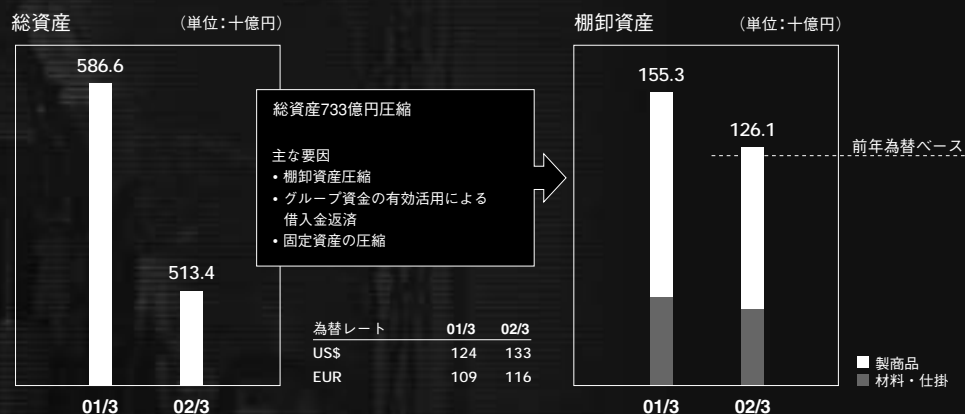 総資産 (単位:十億円)
586.6
513.4
01/3 02/3
総資産733億円圧縮
主な要因
• 棚卸資産圧縮
• グループ資金の有効活用による
借入金返済
• 固定資産の圧縮
為替レート 01/3 02/3
US$ 124 133
EUR 109 116
棚卸資産 (単位:十億円)
155.3
126.1
前年為替ベース
製商品
材料・仕掛
01/3 02/3